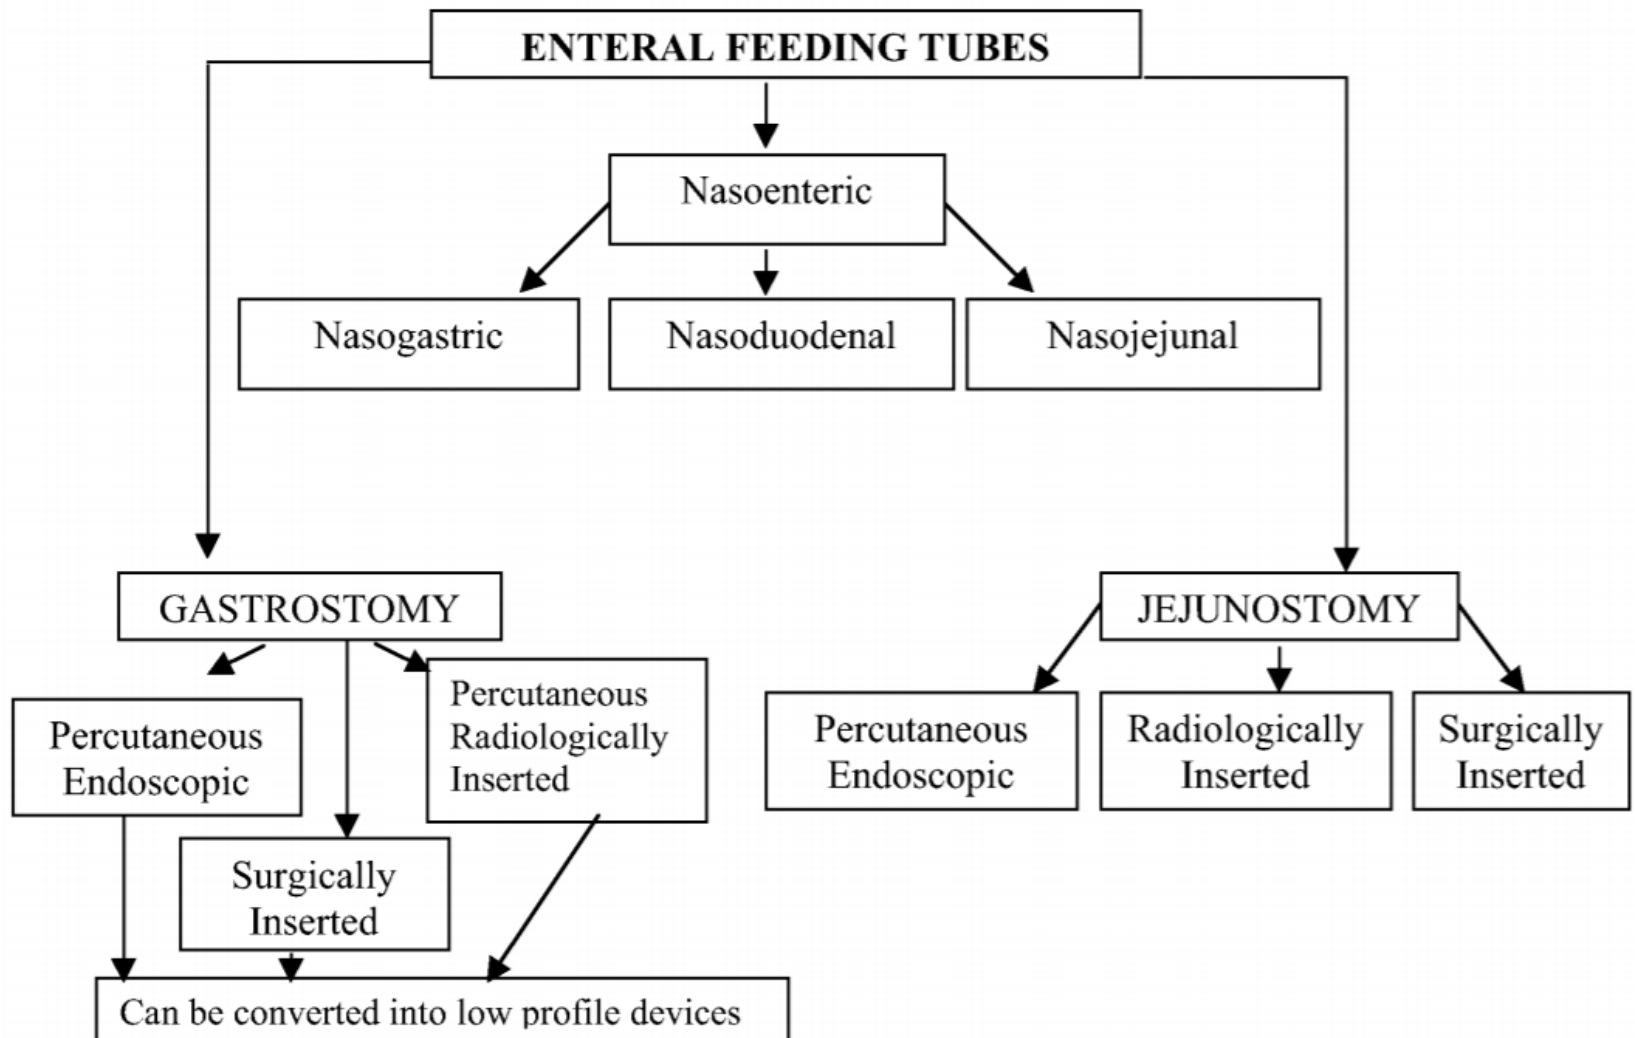 ENTERAL FEEDING TUBES
Nasoenteric
Nasogastric
Nasoduodenal
Nasojejunal
GASTROSTOMY
JEJUNOSTOMY
Percutaneous
Endoscopic
Surgically
Inserted
Percutaneous
Radiologically
Inserted
Percutaneous
Endoscopic
Radiologically
Inserted
Surgically
Inserted
Can be converted into low profile devices